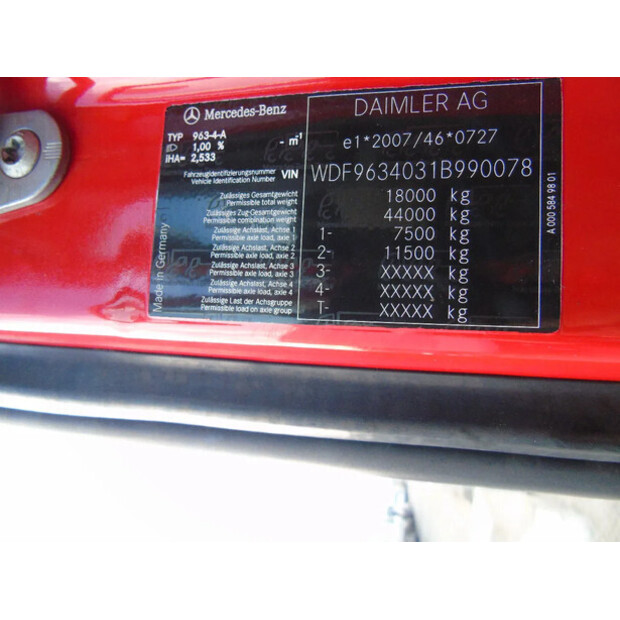 Mercedes-Benz
TYP 963-4-A
1,00 % - m⁻¹
iHA= 2,533
Fahrzeugidentifizierungsnummer
Vehicle Identification Number VIN
Zulässiges Gesamtgewicht
Permissible total weight
Zulässiges Zug-Gesamtgewicht
Permissible combination weight
Zulässige Achslast, Achse 1
Permissible axle load, axle 1
Zulässige Achslast, Achse 2
Permissible axle load, axle 2
Zulässige Achslast, Achse 3
Permissible axle load, axle 3
Zulässige Achslast, Achse 4
Permissible axle load, axle 4
Zulässige Last der Achsgruppe
Permissible load on axle group
Made in Germany
DAIMLER AG
e1*2007/46*0727
WDF9634031B990078
18000 kg
44000 kg
1- 7500 kg
2- 11500 kg
3- XXXXX kg
4- XXXXX kg
T- XXXXX kg
A 000 584 98 01